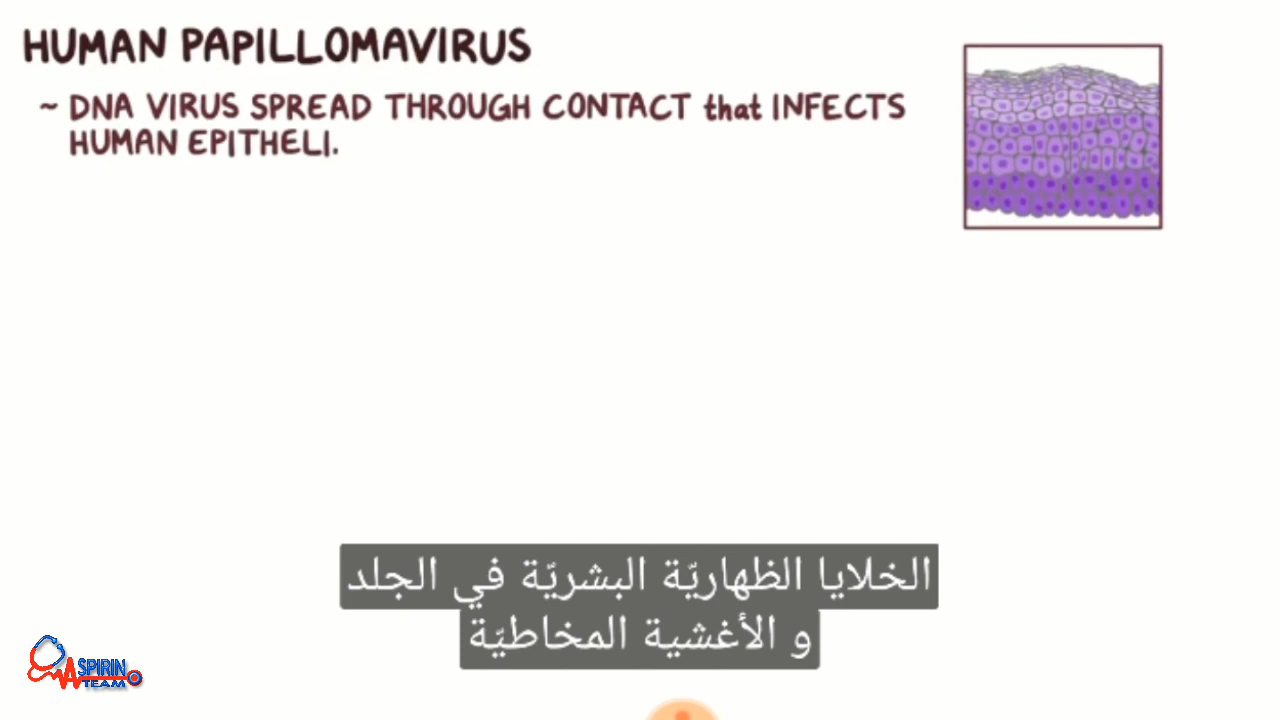 HUMAN PAPILLOMAVIRUS
~ DNA VIRUS SPREAD THROUGH CONTACT that INFECTS
HUMAN EPITHELI.
الخلايا الظهاريّة البشريّة في الجلد
و الأغشية المخاطيّة
ASPIRIN
TEAM